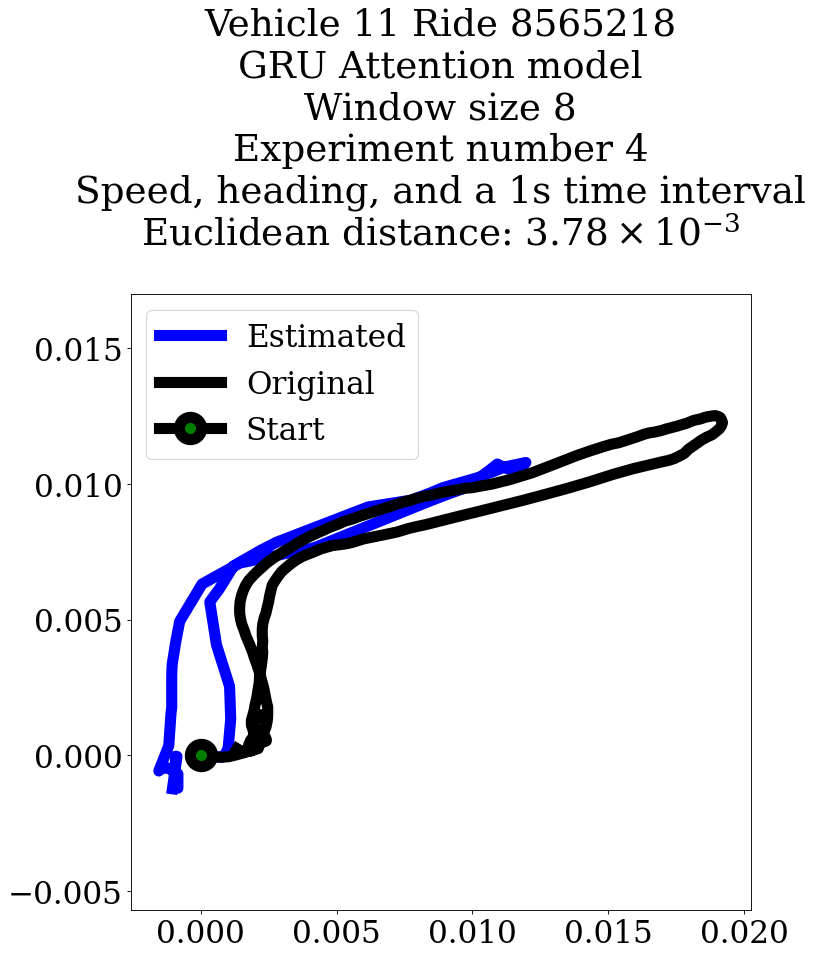 Vehicle 11 Ride 8565218
GRU Attention model
Window size 8
Experiment number 4
Speed, heading, and a 1s time interval
Euclidean distance: 3.78 × 10⁻³
Estimated
Original
Start
0.015
0.010
0.005
0.000
−0.005
0.000 0.005 0.010 0.015 0.020